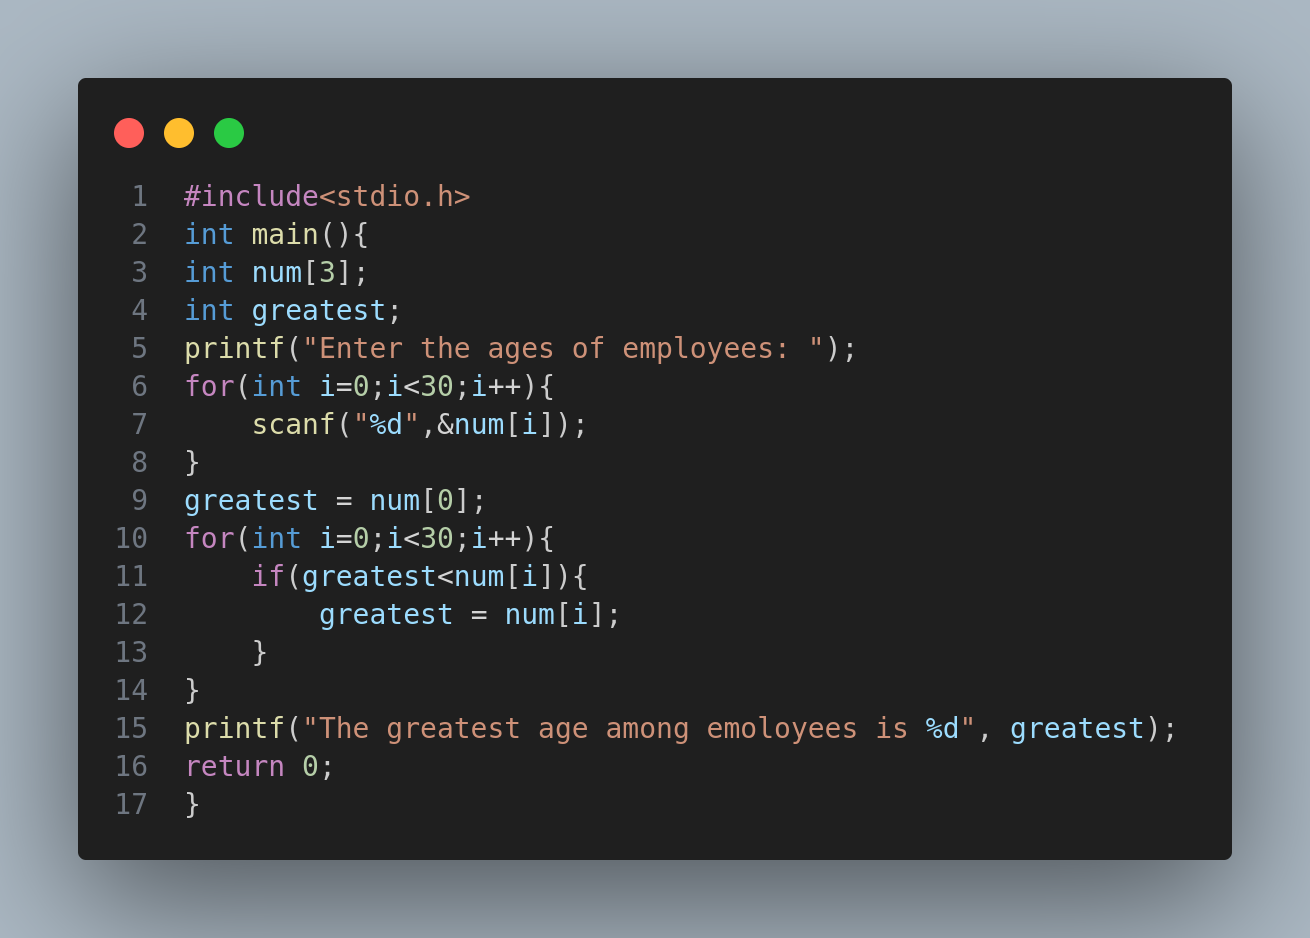 1 #include<stdio.h>
2 int main(){
3 int num[3];
4 int greatest;
5 printf("Enter the ages of employees: ");
6 for(int i=0;i<30;i++){
7     scanf("%d",&num[i]);
8 }
9 greatest = num[0];
10 for(int i=0;i<30;i++){
11     if(greatest<num[i]){
12         greatest = num[i];
13     }
14 }
15 printf("The greatest age among emoloyees is %d", greatest);
16 return 0;
17 }